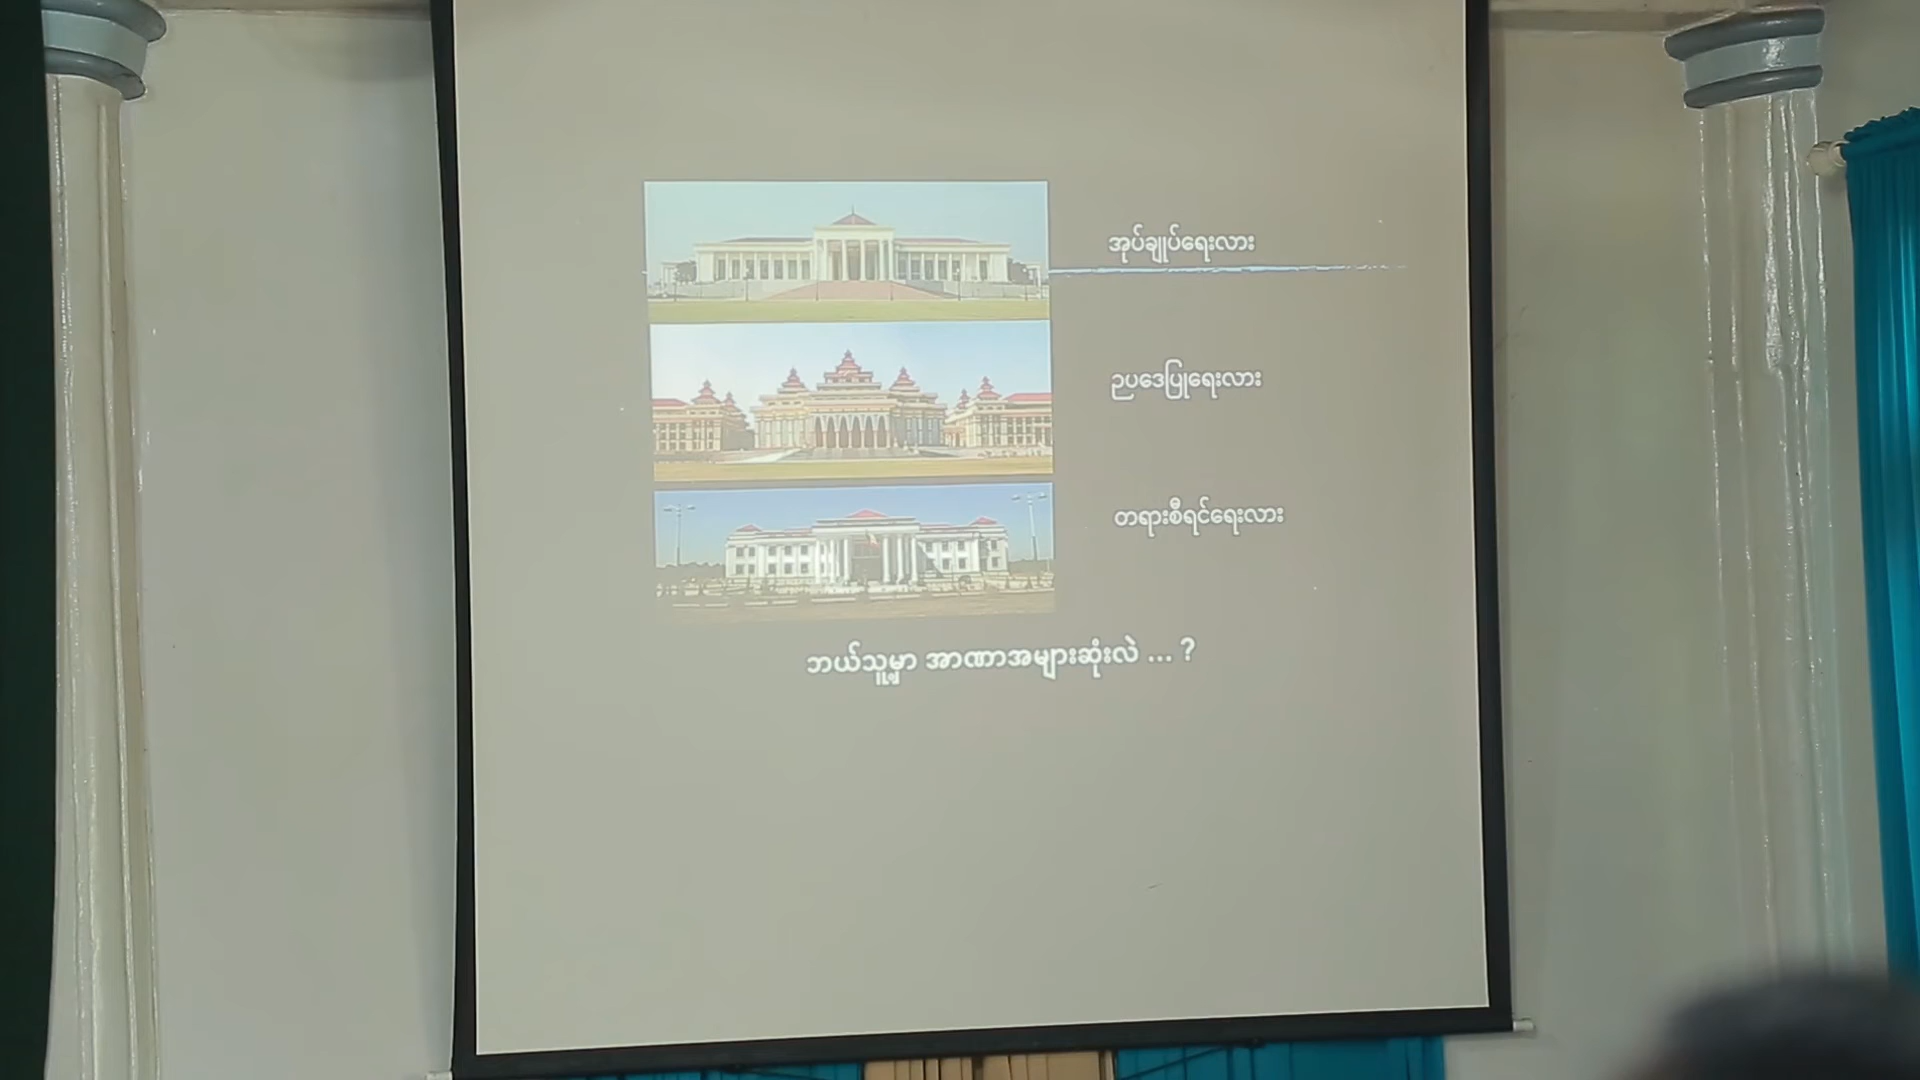 အုပ်ချုပ်ရေးလား
ဥပဒေပြုရေးလား
တရားစီရင်ရေးလား
ဘယ်သူ့မှာ အာဏာအများဆုံးလဲ ... ?